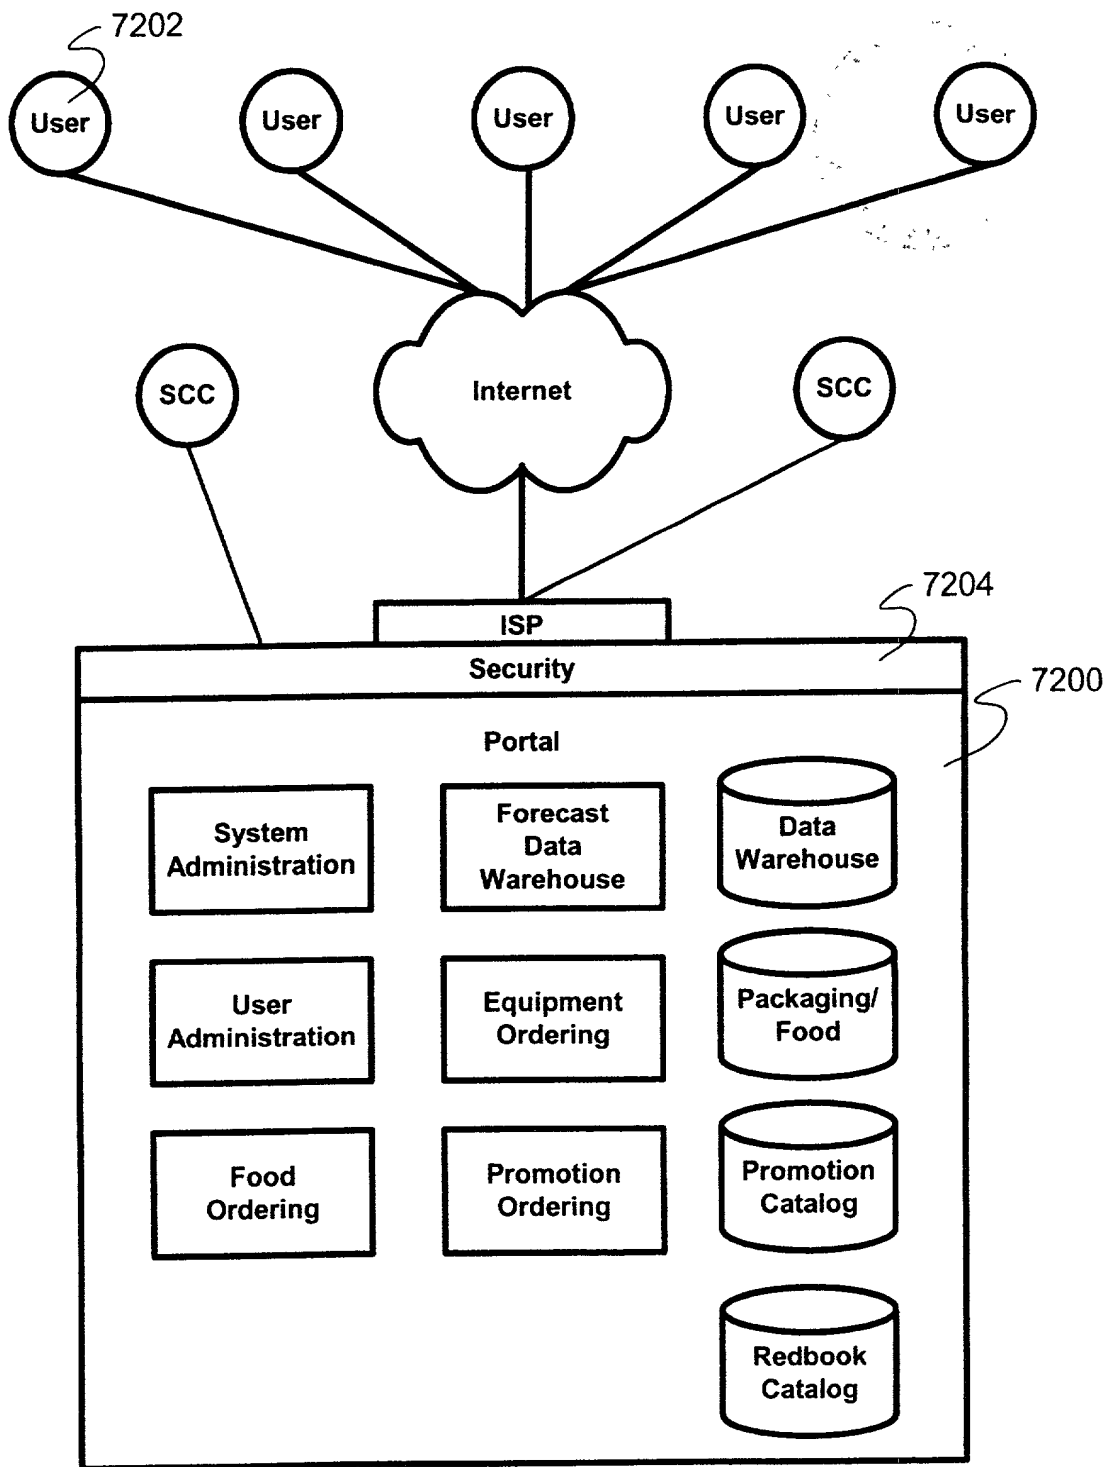 7202
User
User
User
User
User
SCC
Internet
SCC
7204
ISP
Security
7200
Portal
System
Administration
Forecast
Data
Warehouse
Data
Warehouse
User
Administration
Equipment
Ordering
Packaging/
Food
Food
Ordering
Promotion
Ordering
Promotion
Catalog
Redbook
Catalog